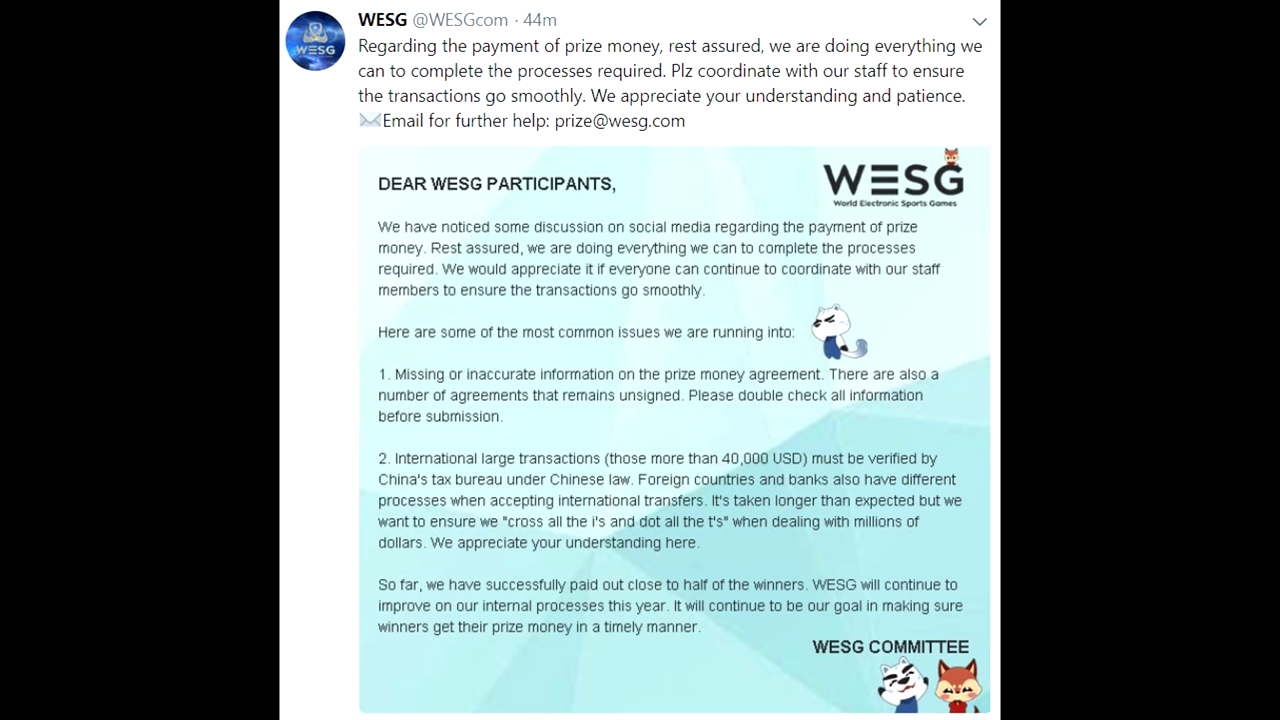 WESG @WESGcom · 44m
Regarding the payment of prize money, rest assured, we are doing everything we
can to complete the processes required. Plz coordinate with our staff to ensure
the transactions go smoothly. We appreciate your understanding and patience.
✉️Email for further help: prize@wesg.com
WESG
WESG
World Electronic Sports Games
DEAR WESG PARTICIPANTS,
We have noticed some discussion on social media regarding the payment of prize
money. Rest assured, we are doing everything we can to complete the processes
required. We would appreciate it if everyone can continue to coordinate with our staff
members to ensure the transactions go smoothly.
Here are some of the most common issues we are running into:
1. Missing or inaccurate information on the prize money agreement. There are also a
number of agreements that remains unsigned. Please double check all information
before submission.
2. International large transactions (those more than 40,000 USD) must be verified by
China's tax bureau under Chinese law. Foreign countries and banks also have different
processes when accepting international transfers. It's taken longer than expected but we
want to ensure we "cross all the i's and dot all the t's" when dealing with millions of
dollars. We appreciate your understanding here.
So far, we have successfully paid out close to half of the winners. WESG will continue to
improve on our internal processes this year. It will continue to be our goal in making sure
winners get their prize money in a timely manner.
WESG COMMITTEE